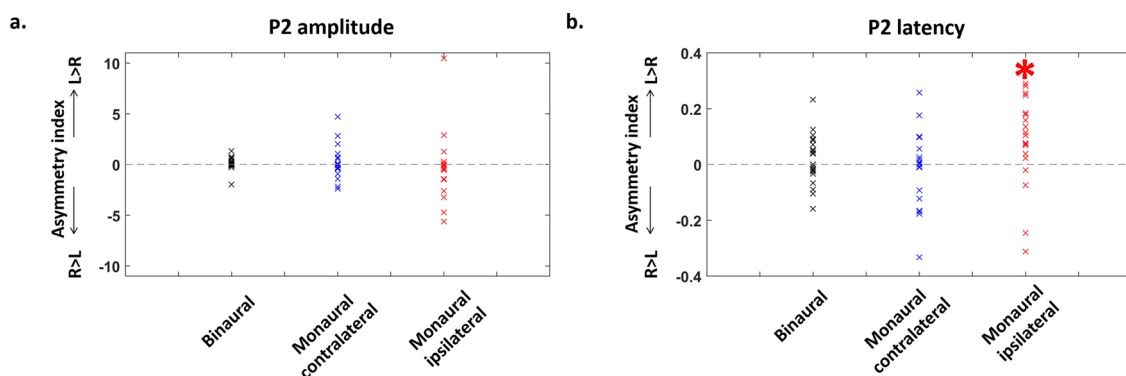 a.
P2 amplitude
Asymmetry index
L>R
R>L
10
5
0
-5
-10
Binaural
Monaural
contralateral
Monaural
ipsilateral
b.
P2 latency
Asymmetry index
L>R
R>L
0.4
0.2
0
-0.2
-0.4
*
Binaural
Monaural
contralateral
Monaural
ipsilateral